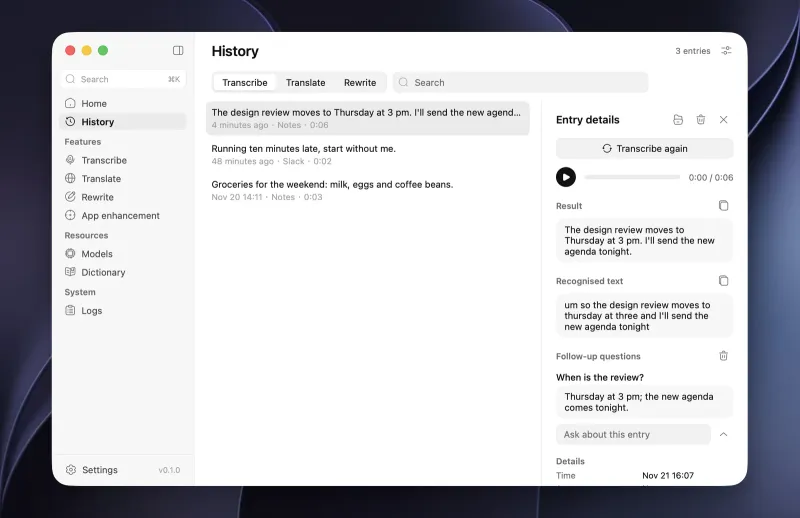 Search
⌘K
Home
History
Features
Transcribe
Translate
Rewrite
App enhancement
Resources
Models
Dictionary
System
Logs
Settings
v0.1.0
History
3 entries
Transcribe
Translate
Rewrite
Search
The design review moves to Thursday at 3 pm. I'll send the new agend...
4 minutes ago · Notes · 0:06
Running ten minutes late, start without me.
48 minutes ago · Slack · 0:02
Groceries for the weekend: milk, eggs and coffee beans.
Nov 20 14:11 · Notes · 0:03
Entry details
Transcribe again
0:00 / 0:06
Result
The design review moves to
Thursday at 3 pm. I'll send the new
agenda tonight.
Recognised text
um so the design review moves to
thursday at three and I'll send the
new agenda tonight
Follow-up questions
When is the review?
Thursday at 3 pm; the new agenda
comes tonight.
Ask about this entry
Details
Time
Nov 21 16:07